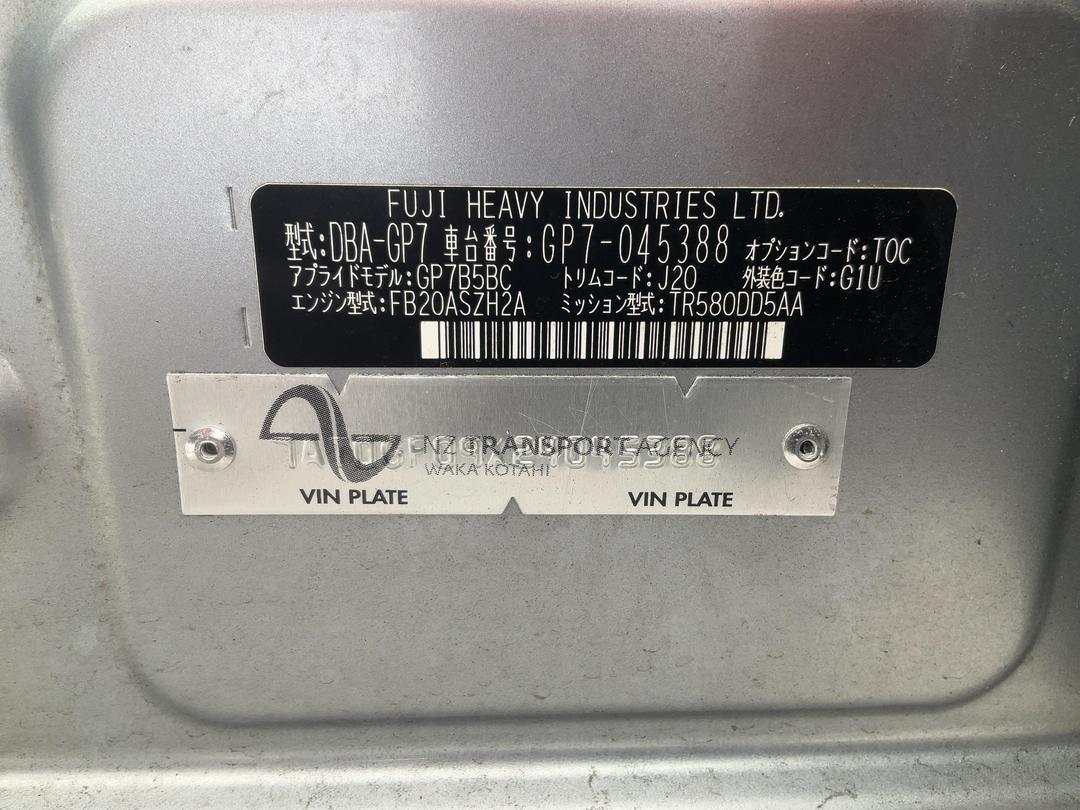 FUJI HEAVY INDUSTRIES LTD.
型式:DBA-GP7 車台番号:GP7-045388 オプションコード:TOC
アプライドモデル:GP7B5BC トリムコード:J20 外装色コード:G1U
エンジン型式:FB20ASZH2A ミッション型式:TR580DD5AA
NZ TRANSPORT AGENCY
WAKA KOTAHI
VIN PLATE VIN PLATE